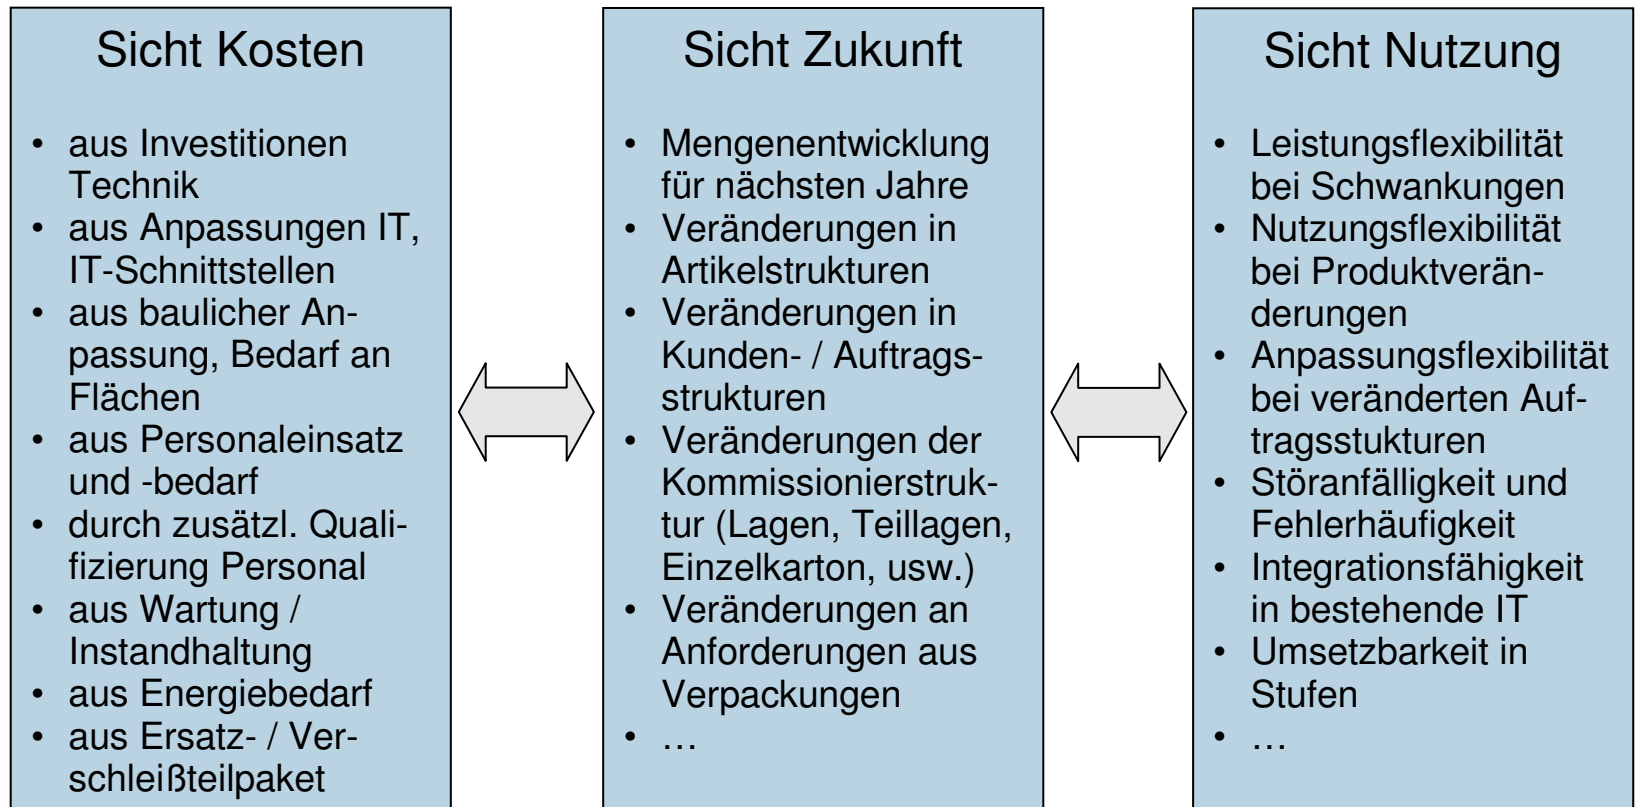 Sicht Kosten
• aus Investitionen
Technik
• aus Anpassungen IT,
IT-Schnittstellen
• aus baulicher An-
passung, Bedarf an
Flächen
• aus Personaleinsatz
und -bedarf
• durch zusätzl. Quali-
fizierung Personal
• aus Wartung /
Instandhaltung
• aus Energiebedarf
• aus Ersatz- / Ver-
schleißteilpaket
Sicht Zukunft
• Mengenentwicklung
für nächsten Jahre
• Veränderungen in
Artikelstrukturen
• Veränderungen in
Kunden- / Auftrags-
strukturen
• Veränderungen der
Kommissionierstruk-
tur (Lagen, Teillagen,
Einzelkarton, usw.)
• Veränderungen an
Anforderungen aus
Verpackungen
• …
Sicht Nutzung
• Leistungsflexibilität
bei Schwankungen
• Nutzungsflexibilität
bei Produktverän-
derungen
• Anpassungsflexibilität
bei veränderten Auf-
tragsstukturen
• Störanfälligkeit und
Fehlerhäufigkeit
• Integrationsfähigkeit
in bestehende IT
• Umsetzbarkeit in
Stufen
• …